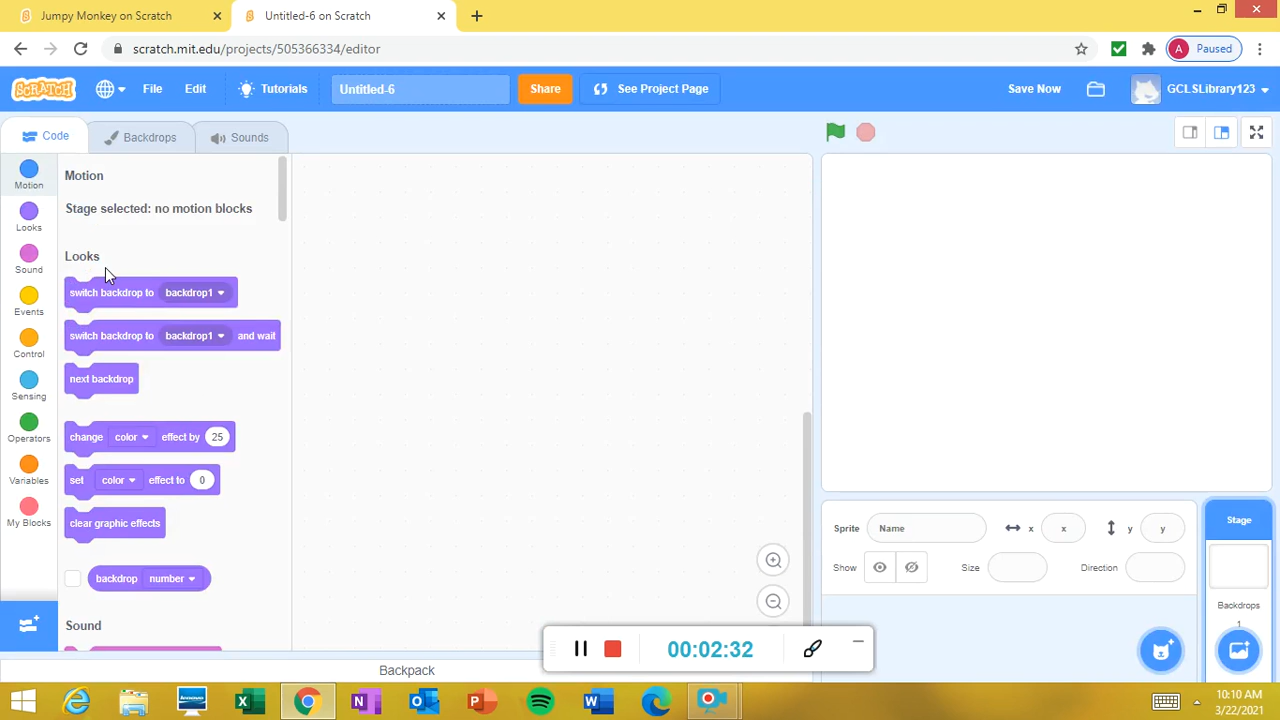 Jumpy Monkey on Scratch
Untitled-6 on Scratch
scratch.mit.edu/projects/505366334/editor
A Paused
SCRATCH File Edit Tutorials Untitled-6 Share See Project Page Save Now GCLSLibrary123
Code Backdrops Sounds
Motion
Looks
Sound
Events
Control
Sensing
Operators
Variables
My Blocks
Motion
Stage selected: no motion blocks
Looks
switch backdrop to backdrop1
switch backdrop to backdrop1 and wait
next backdrop
change color effect by 25
set color effect to 0
clear graphic effects
backdrop number
Sound
Sprite Name x x y y
Show Size Direction
Stage
Backdrops
1
00:02:32
Backpack
10:10 AM
3/22/2021